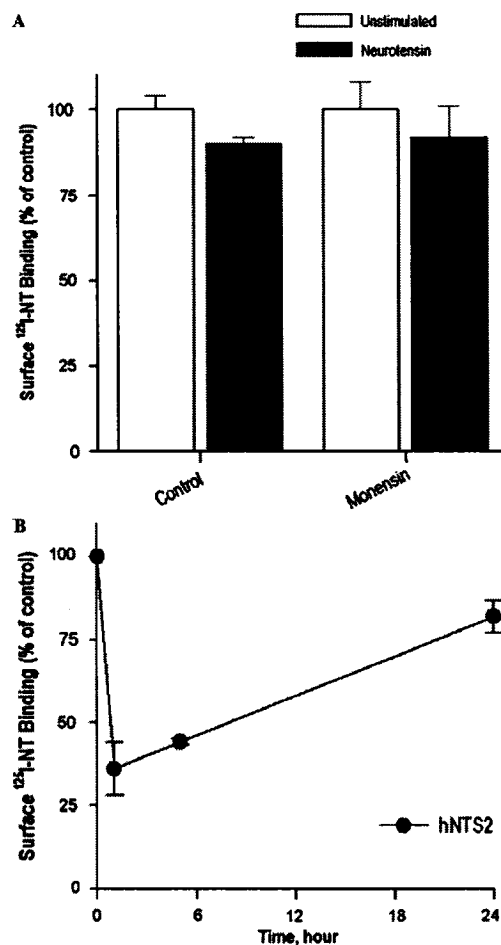 A
Unstimulated
Neurotensin
Surface ¹²⁵I-NT Binding (% of control)
100
75
50
25
0
Control
Monensin
B
Surface ¹²⁵I-NT Binding (% of control)
100
75
50
25
0
hNTS2
0
6
12
18
24
Time, hour